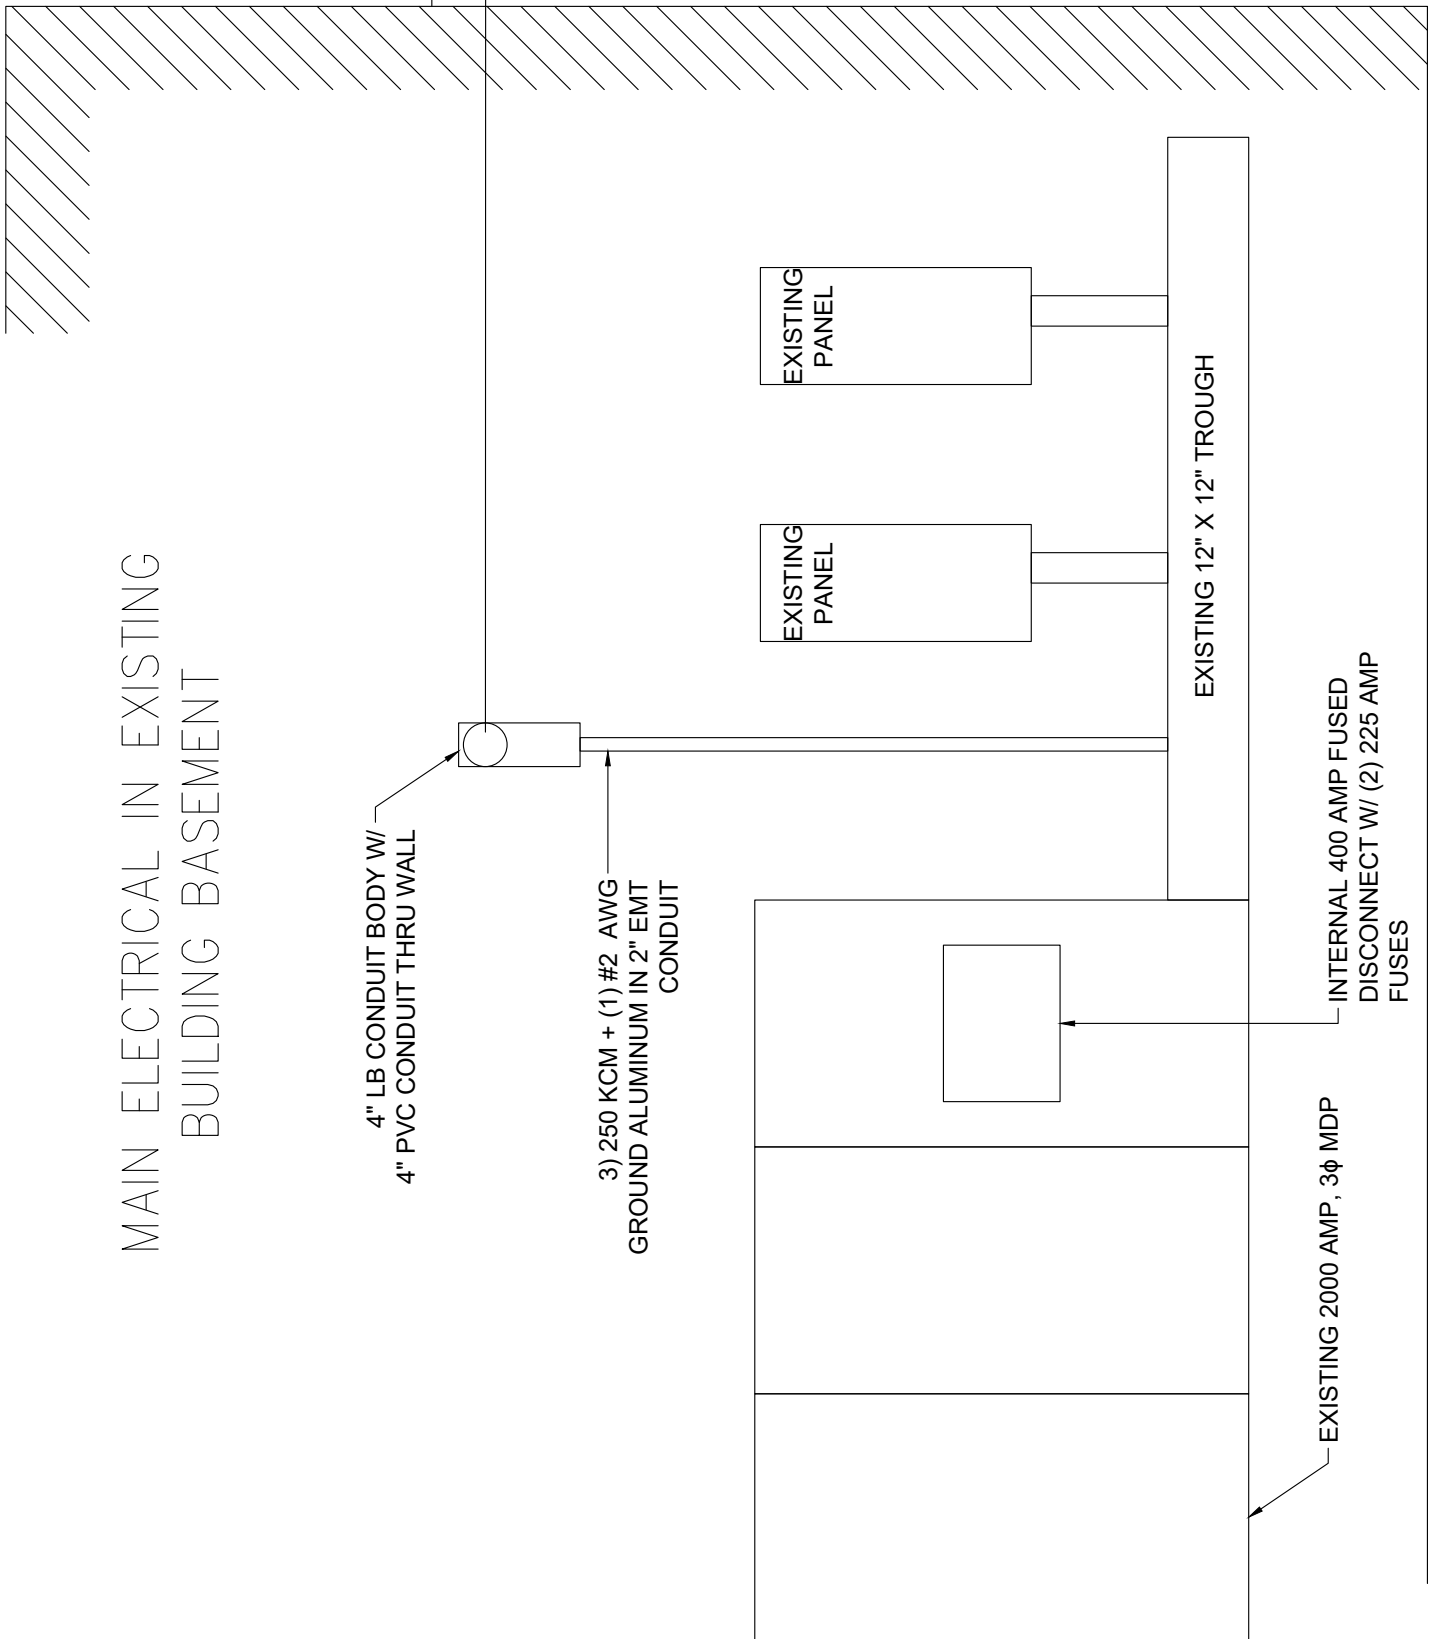 MAIN ELECTRICAL IN EXISTING
BUILDING BASEMENT
4" LB CONDUIT BODY W/
4" PVC CONDUIT THRU WALL
3) 250 KCM + (1) #2 AWG
GROUND ALUMINUM IN 2" EMT
CONDUIT
EXISTING
PANEL
EXISTING
PANEL
EXISTING 12" X 12" TROUGH
INTERNAL 400 AMP FUSED
DISCONNECT W/ (2) 225 AMP
FUSES
EXISTING 2000 AMP, 3ϕ MDP